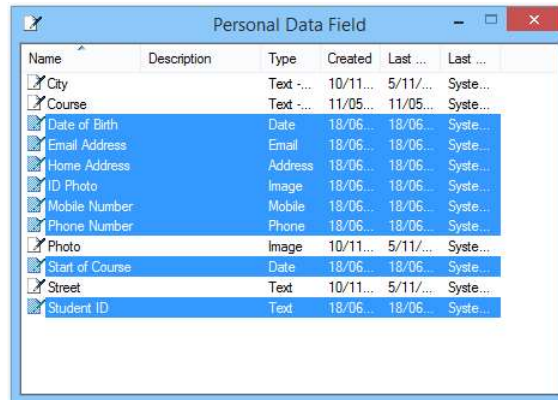 Personal Data Field
Name Description Type Created Last ... Last ...
City Text -... 10/11... 5/11/... Syste...
Course Text -... 11/05... 11/05... Syste...
Date of Birth Date 18/06... 18/06... Syste...
Email Address Email 18/06... 18/06... Syste...
Home Address Address 18/06... 18/06... Syste...
ID Photo Image 18/06... 18/06... Syste...
Mobile Number Mobile 18/06... 18/06... Syste...
Phone Number Phone 18/06... 18/06... Syste...
Photo Image 10/11... 5/11/... Syste...
Start of Course Date 18/06... 18/06... Syste...
Street Text 10/11... 5/11/... Syste...
Student ID Text 18/06... 18/06... Syste...